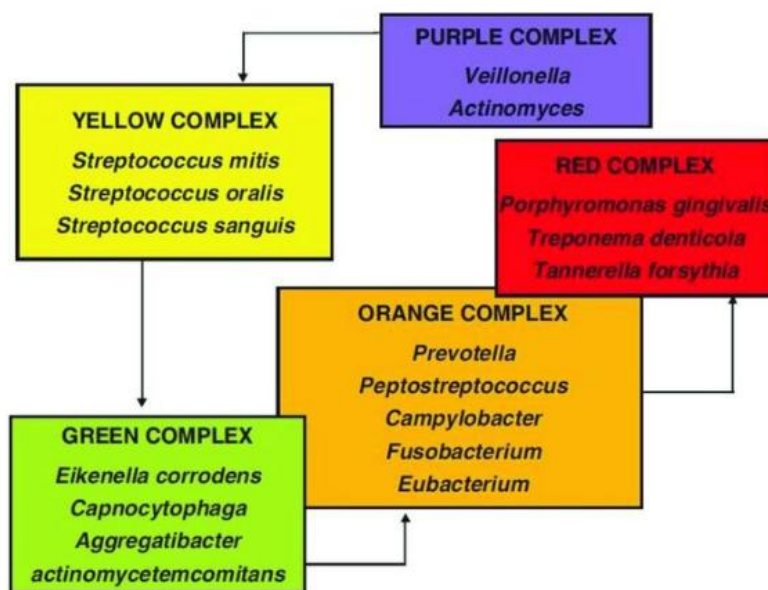 PURPLE COMPLEX
Veillonella
Actinomyces
YELLOW COMPLEX
Streptococcus mitis
Streptococcus oralis
Streptococcus sanguis
RED COMPLEX
Porphyromonas gingivalis
Treponema denticola
Tannerella forsythia
ORANGE COMPLEX
Prevotella
Peptostreptococcus
Campylobacter
Fusobacterium
Eubacterium
GREEN COMPLEX
Eikenella corrodens
Capnocytophaga
Aggregatibacter
actinomycetemcomitans